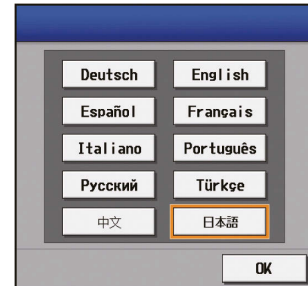 Deutsch English
Español Français
Italiano Português
Русский Türkçe
中文 日本語
OK